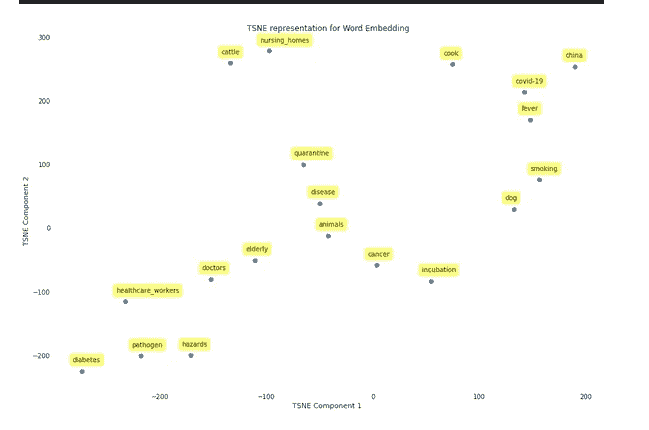 TSNE representation for Word Embedding
300
nursing_homes
cattle
cook
china
covid-19
200
fever
quarantine
100
smoking
disease
dog
animals
0
elderly
cancer
doctors
incubation
healthcare_workers
−100
pathogen
hazards
−200
diabetes
TSNE Component 2
−200
−100
0
100
200
TSNE Component 1